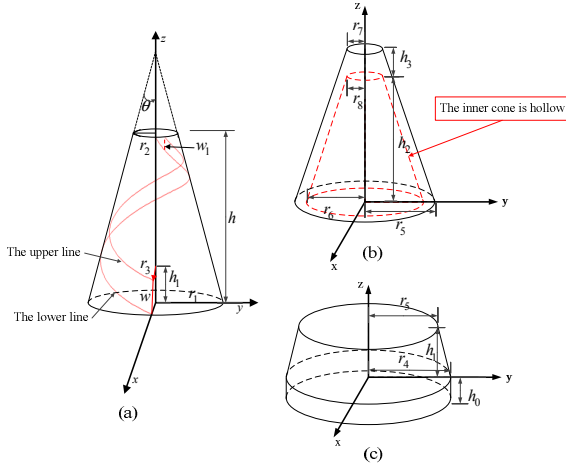 z
θ
r₂
w₁
h
The upper line
r₃
h₁
w
r₁
The lower line
y
x
(a)
z
r₇
h₃
r₈
The inner cone is hollow
h₂
r₆
r₅
y
x
(b)
z
r₅
h₁
r₄
y
h₀
x
(c)